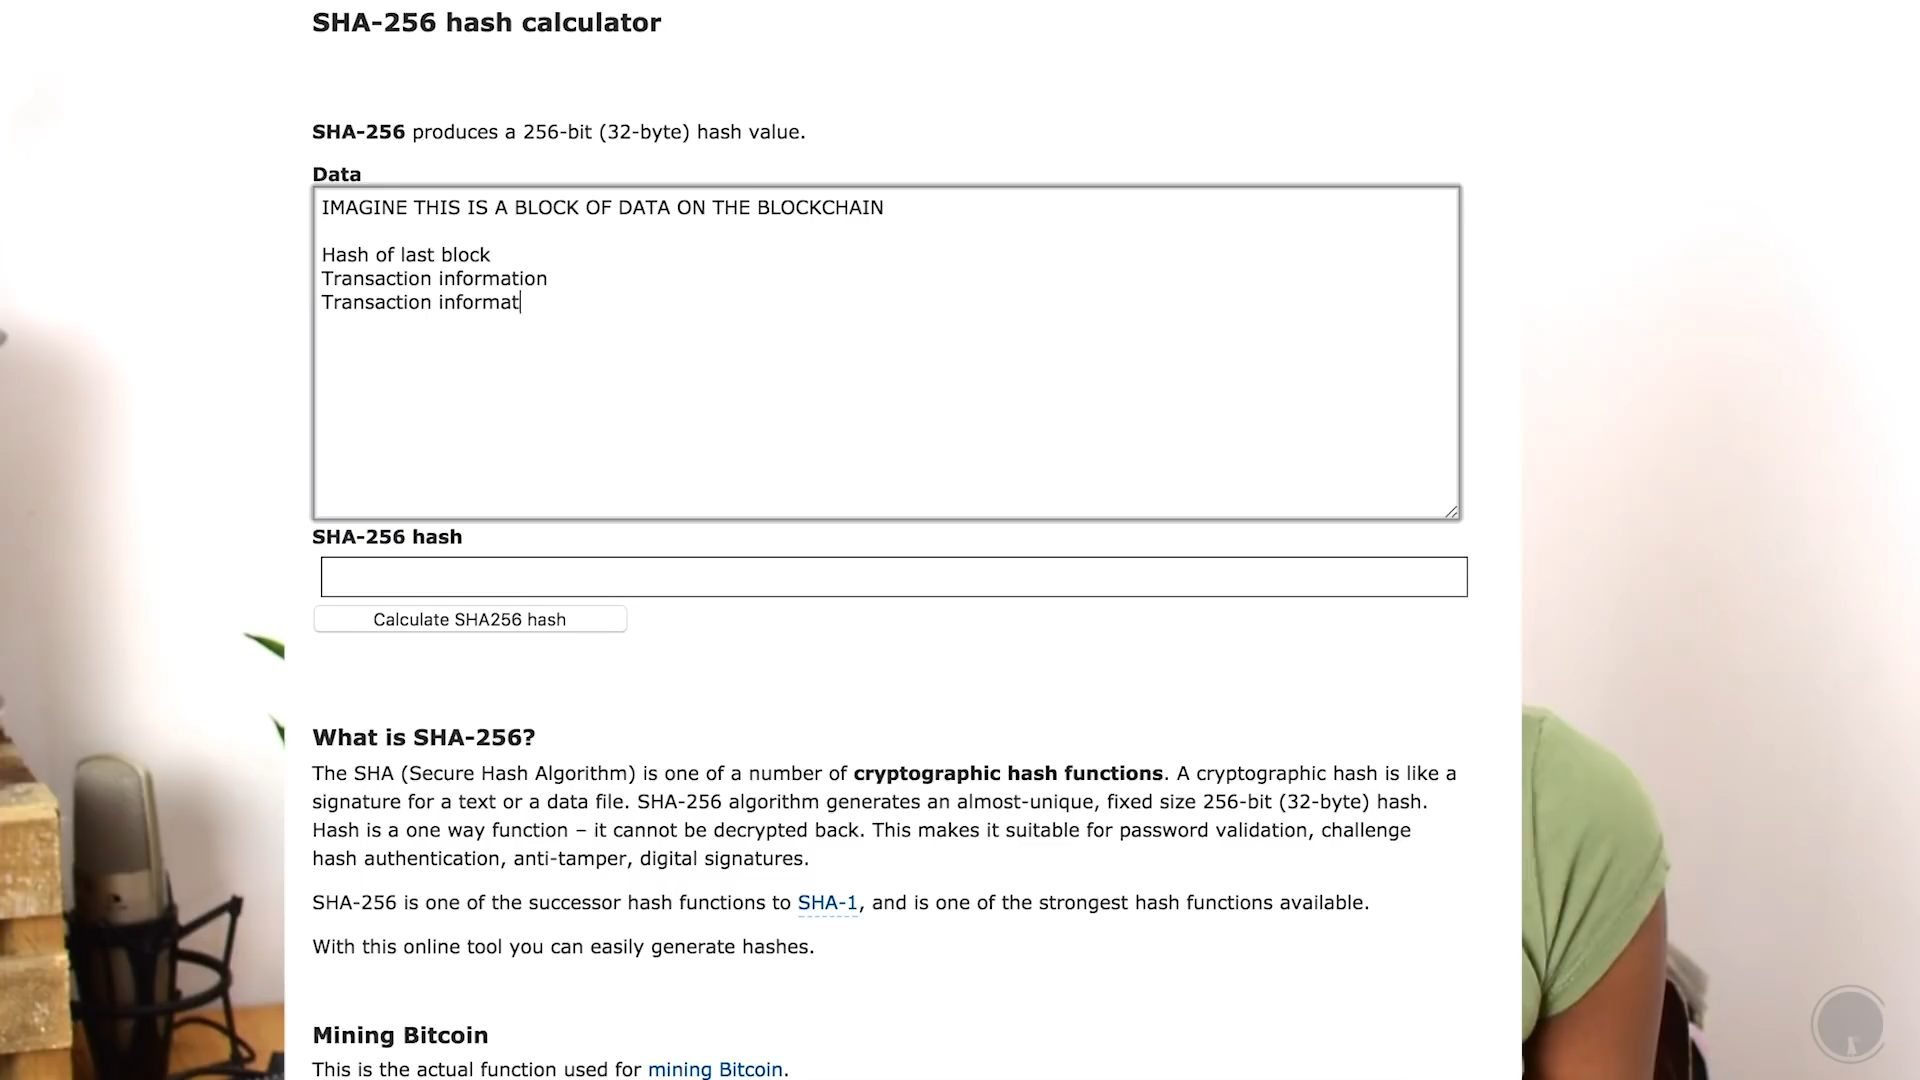 SHA-256 hash calculator
SHA-256 produces a 256-bit (32-byte) hash value.
Data
IMAGINE THIS IS A BLOCK OF DATA ON THE BLOCKCHAIN
Hash of last block
Transaction information
Transaction informat
SHA-256 hash
Calculate SHA256 hash
What is SHA-256?
The SHA (Secure Hash Algorithm) is one of a number of cryptographic hash functions. A cryptographic hash is like a
signature for a text or a data file. SHA-256 algorithm generates an almost-unique, fixed size 256-bit (32-byte) hash.
Hash is a one way function – it cannot be decrypted back. This makes it suitable for password validation, challenge
hash authentication, anti-tamper, digital signatures.
SHA-256 is one of the successor hash functions to SHA-1, and is one of the strongest hash functions available.
With this online tool you can easily generate hashes.
Mining Bitcoin
This is the actual function used for mining Bitcoin.